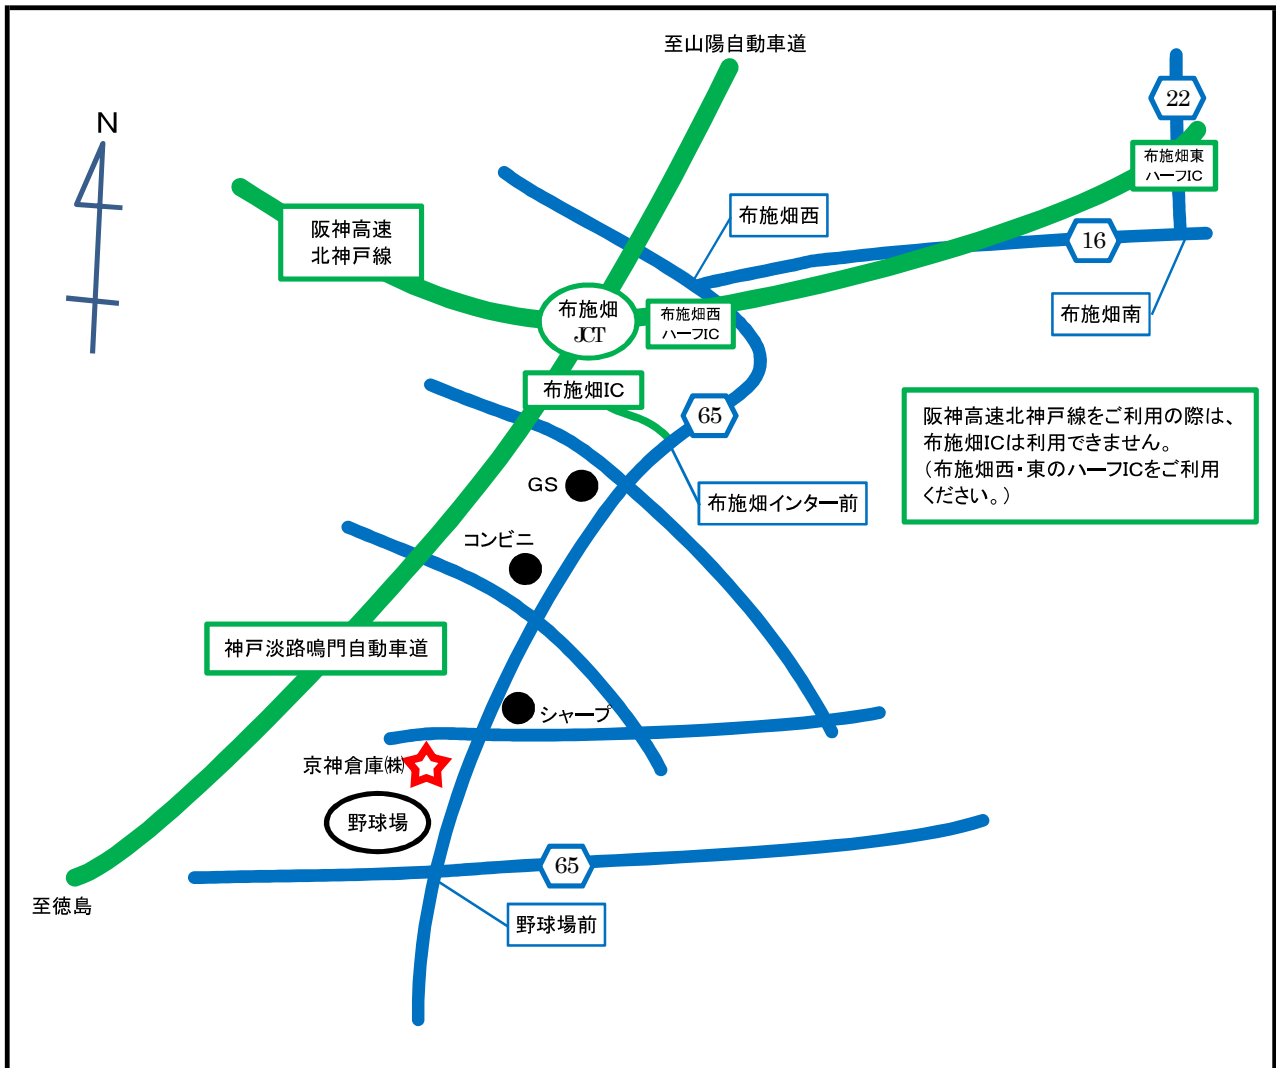 至山陽自動車道
22
N
布施畑東
ハーフIC
阪神高速
北神戸線
布施畑西
16
布施畑
JCT
布施畑西
ハーフIC
布施畑南
布施畑IC
65
阪神高速北神戸線をご利用の際は、
布施畑ICは利用できません。
（布施畑西・東のハーフICをご利用
ください。）
GS
布施畑インター前
コンビニ
神戸淡路鳴門自動車道
シャープ
京神倉庫㈱
野球場
65
至徳島
野球場前